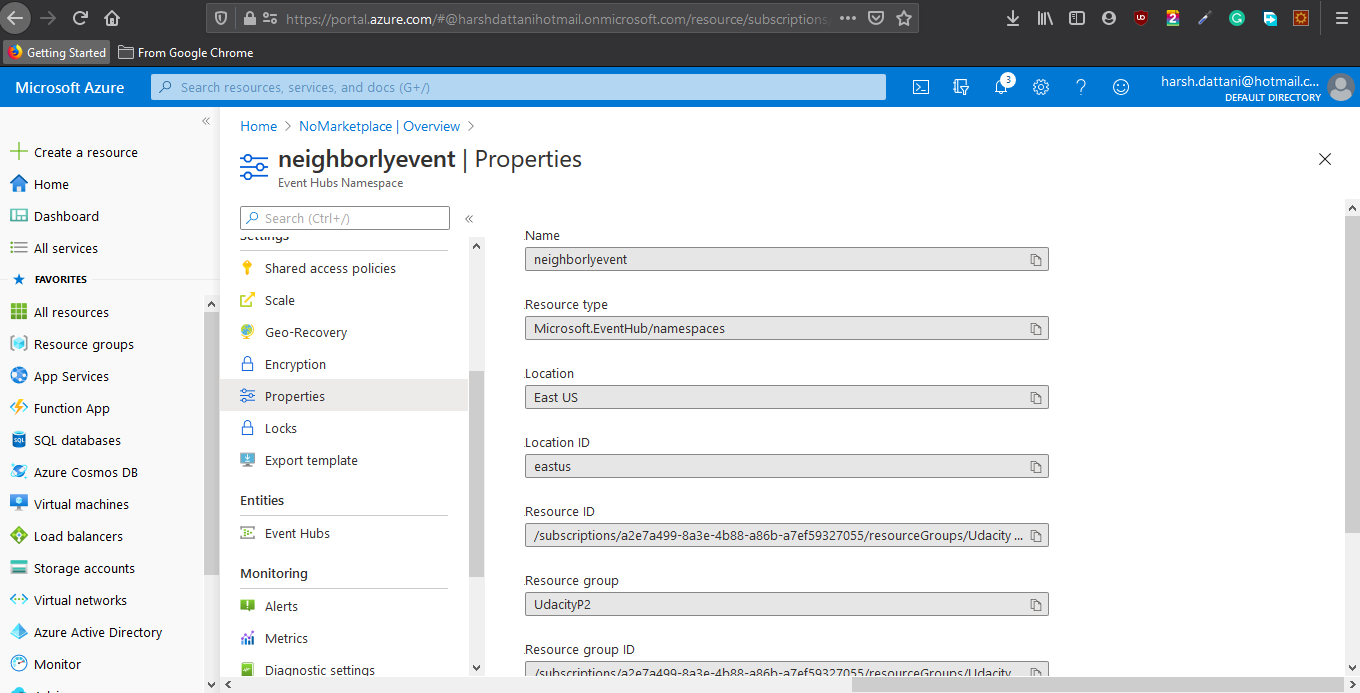 https://portal.azure.com/#@harshdattanihotmail.onmicrosoft.com/resource/subscriptions
Getting Started
From Google Chrome
Microsoft Azure
Search resources, services, and docs (G+/)
3
harsh.dattani@hotmail.c...
DEFAULT DIRECTORY
Create a resource
Home
Dashboard
All services
FAVORITES
All resources
Resource groups
App Services
Function App
SQL databases
Azure Cosmos DB
Virtual machines
Load balancers
Storage accounts
Virtual networks
Azure Active Directory
Monitor
Home > NoMarketplace | Overview >
neighborlyevent | Properties
Event Hubs Namespace
Search (Ctrl+/)
Settings
Shared access policies
Scale
Geo-Recovery
Encryption
Properties
Locks
Export template
Entities
Event Hubs
Monitoring
Alerts
Metrics
Diagnostic settings
Name
neighborlyevent
Resource type
Microsoft.EventHub/namespaces
Location
East US
Location ID
eastus
Resource ID
/subscriptions/a2e7a499-8a3e-4b88-a86b-a7ef59327055/resourceGroups/Udacity ...
Resource group
UdacityP2
Resource group ID
/subscriptions/a2e7a499-8a3e-4b88-a86b-a7ef59327055/resourceGroups/Udacity